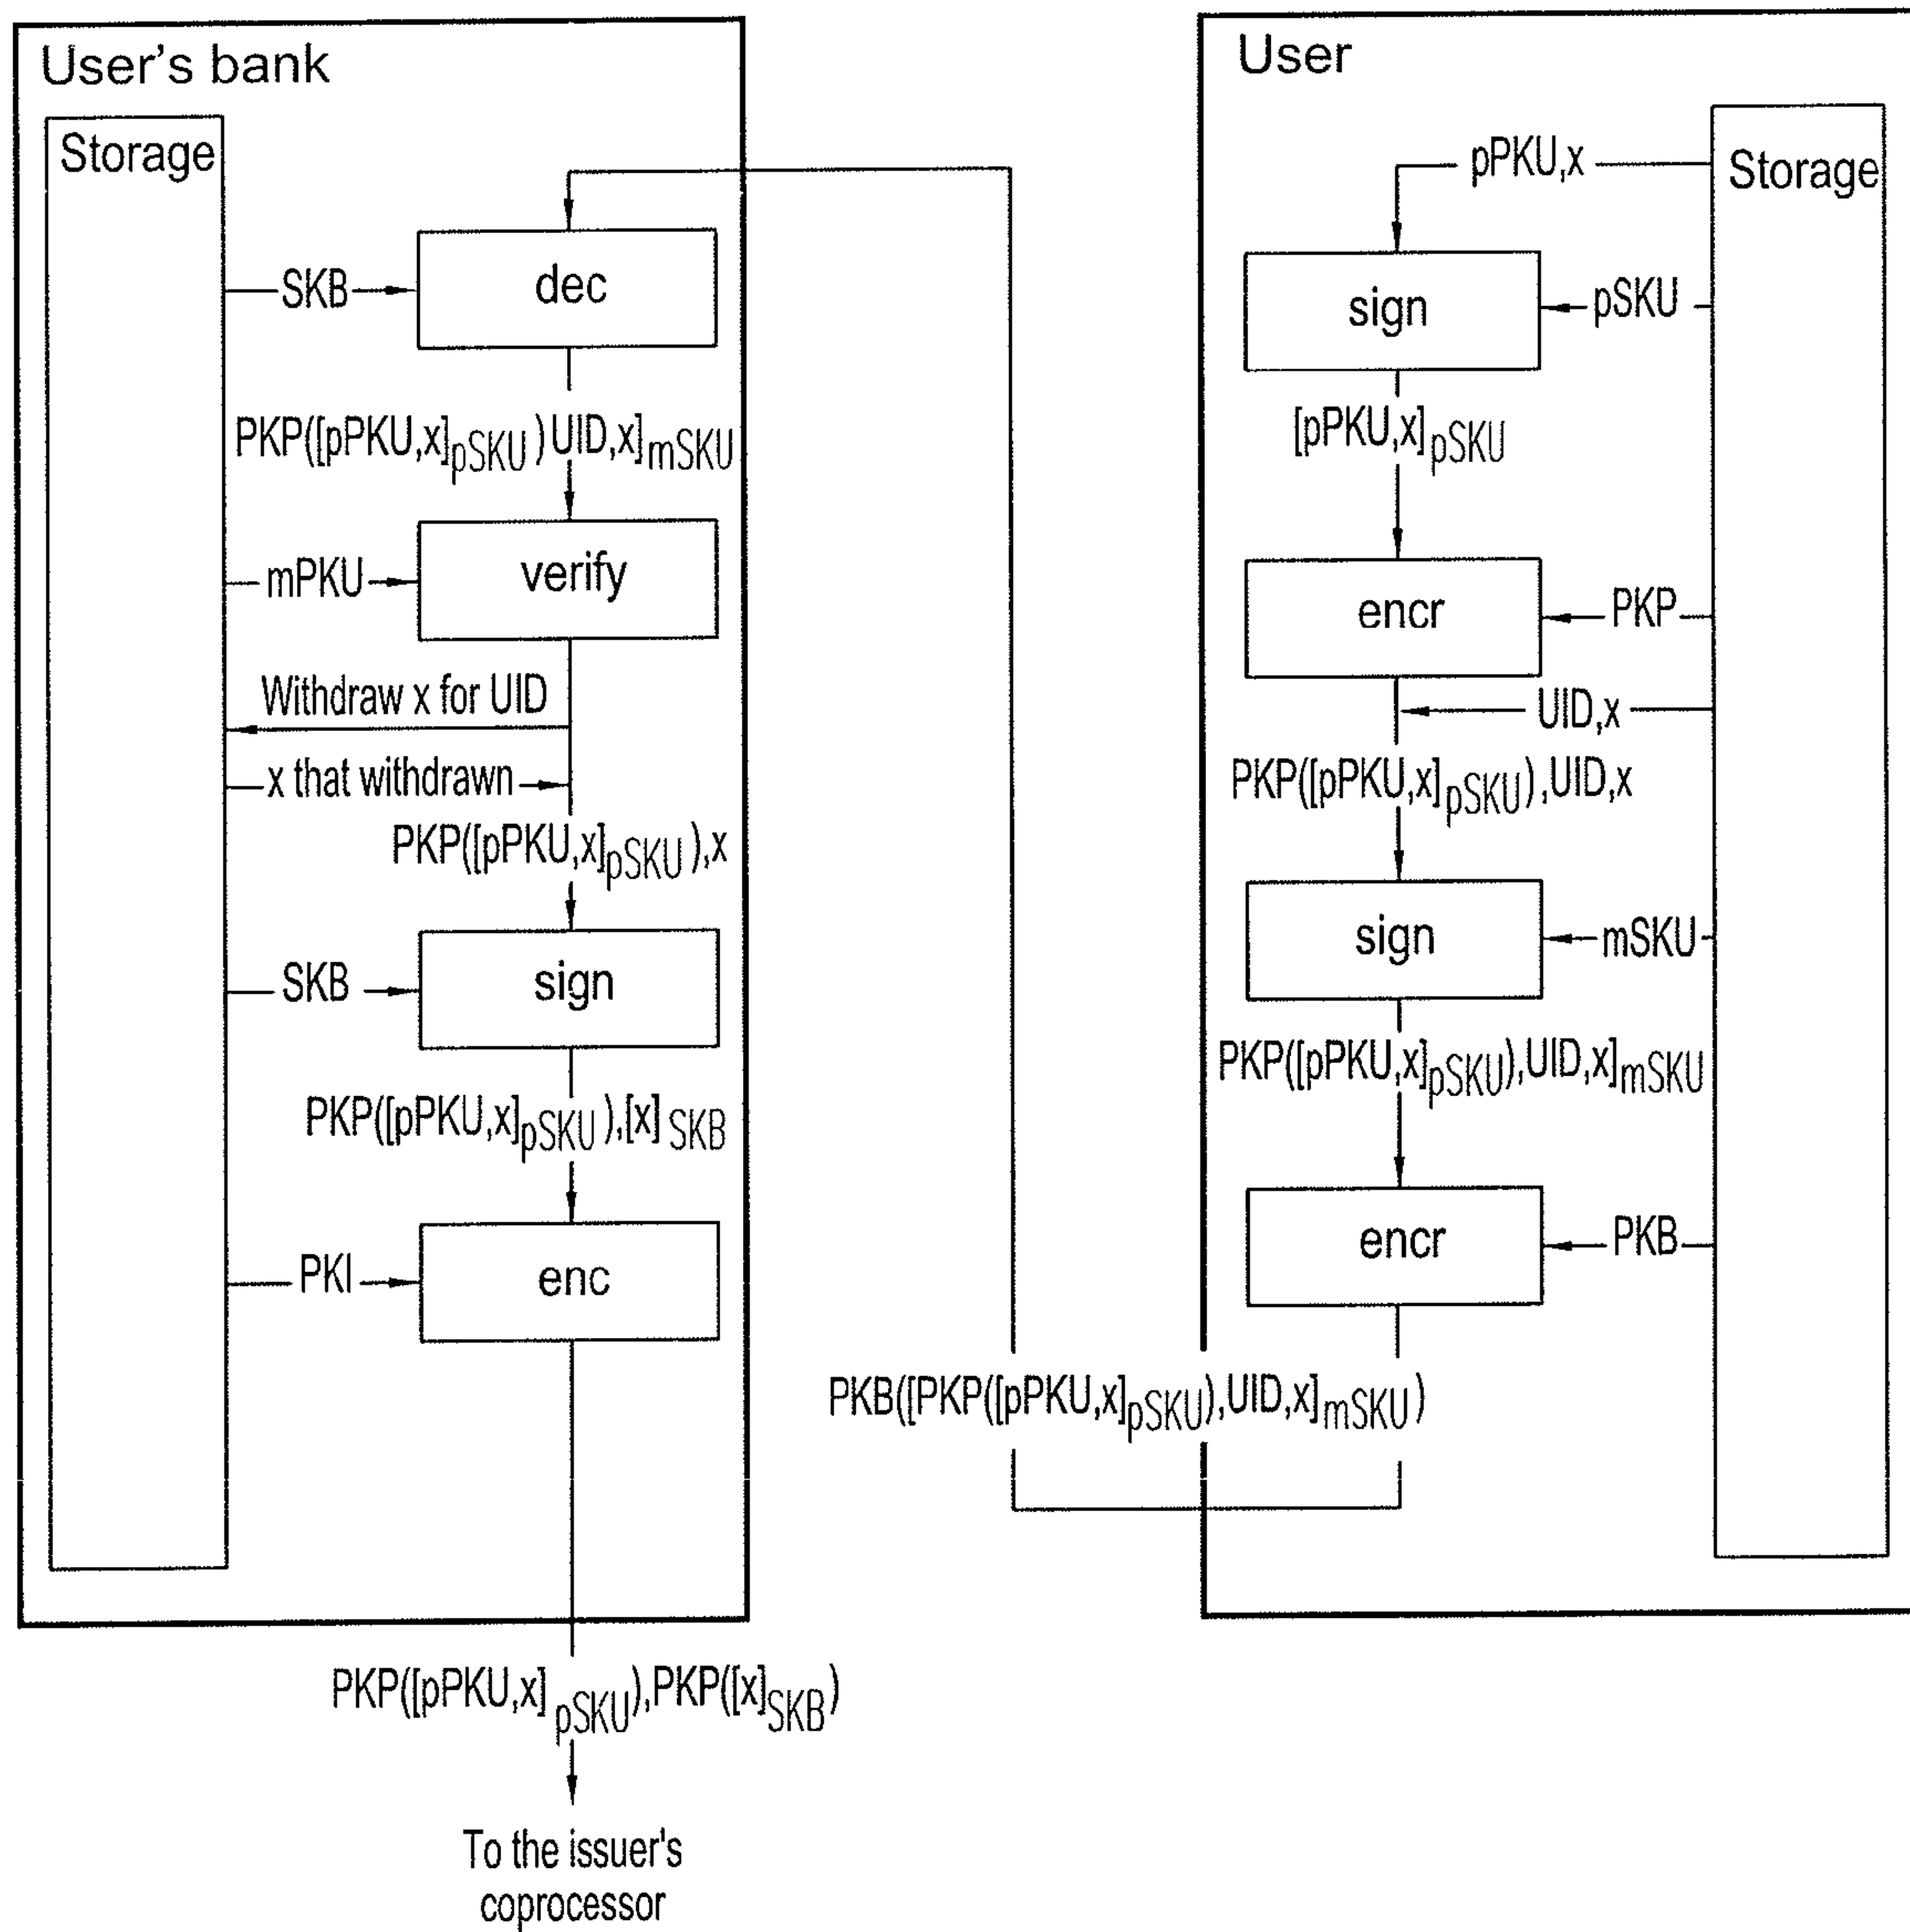 User's bank
Storage
SKB
dec
PKP([pPKU,x]pSKU)UID,x]mSKU
mPKU
verify
Withdraw x for UID
x that withdrawn
PKP([pPKU,x]pSKU),x
SKB
sign
PKP([pPKU,x]pSKU),[x]SKB
PKI
enc
PKP([pPKU,x]pSKU),PKP([x]SKB)
To the issuer's
coprocessor
User
Storage
pPKU,x
sign
pSKU
[pPKU,x]pSKU
encr
PKP
UID,x
PKP([pPKU,x]pSKU),UID,x
sign
mSKU
PKP([pPKU,x]pSKU),UID,x]mSKU
encr
PKB
PKB([PKP([pPKU,x]pSKU),UID,x]mSKU)